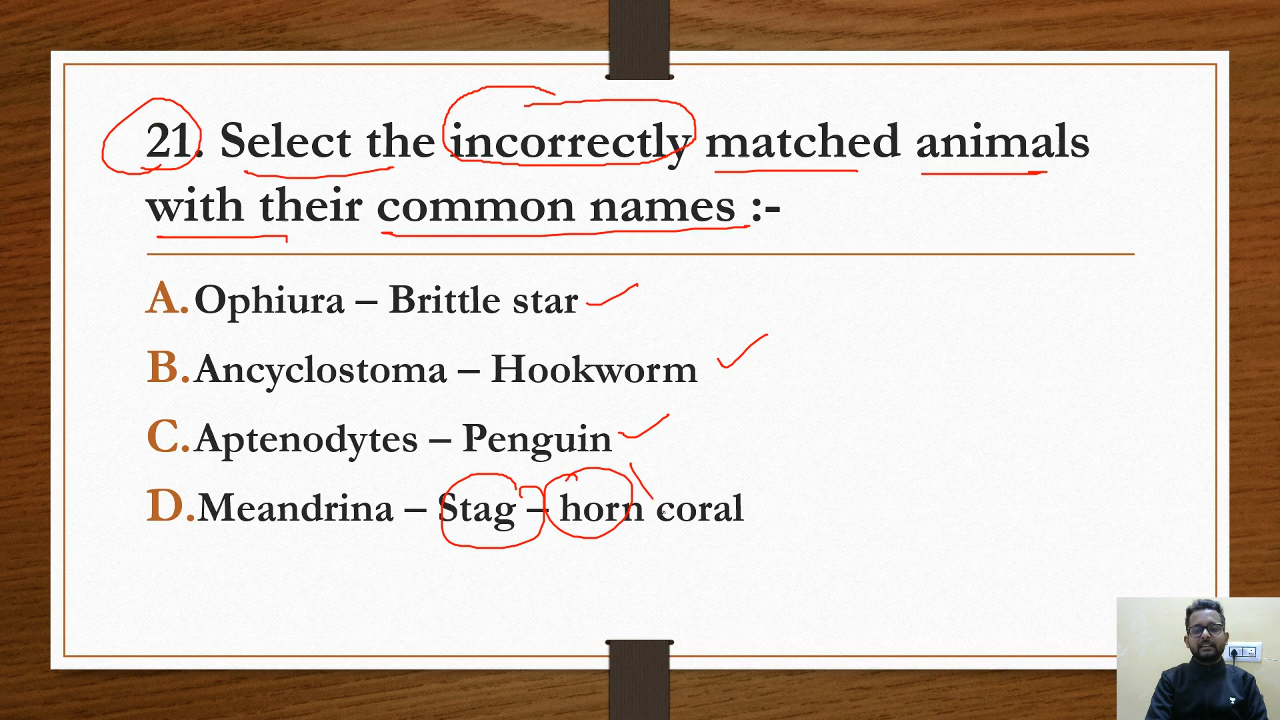 21. Select the incorrectly matched animals
with their common names :-
A. Ophiura – Brittle star
B. Ancyclostoma – Hookworm
C. Aptenodytes – Penguin
D. Meandrina – Stag – horn coral